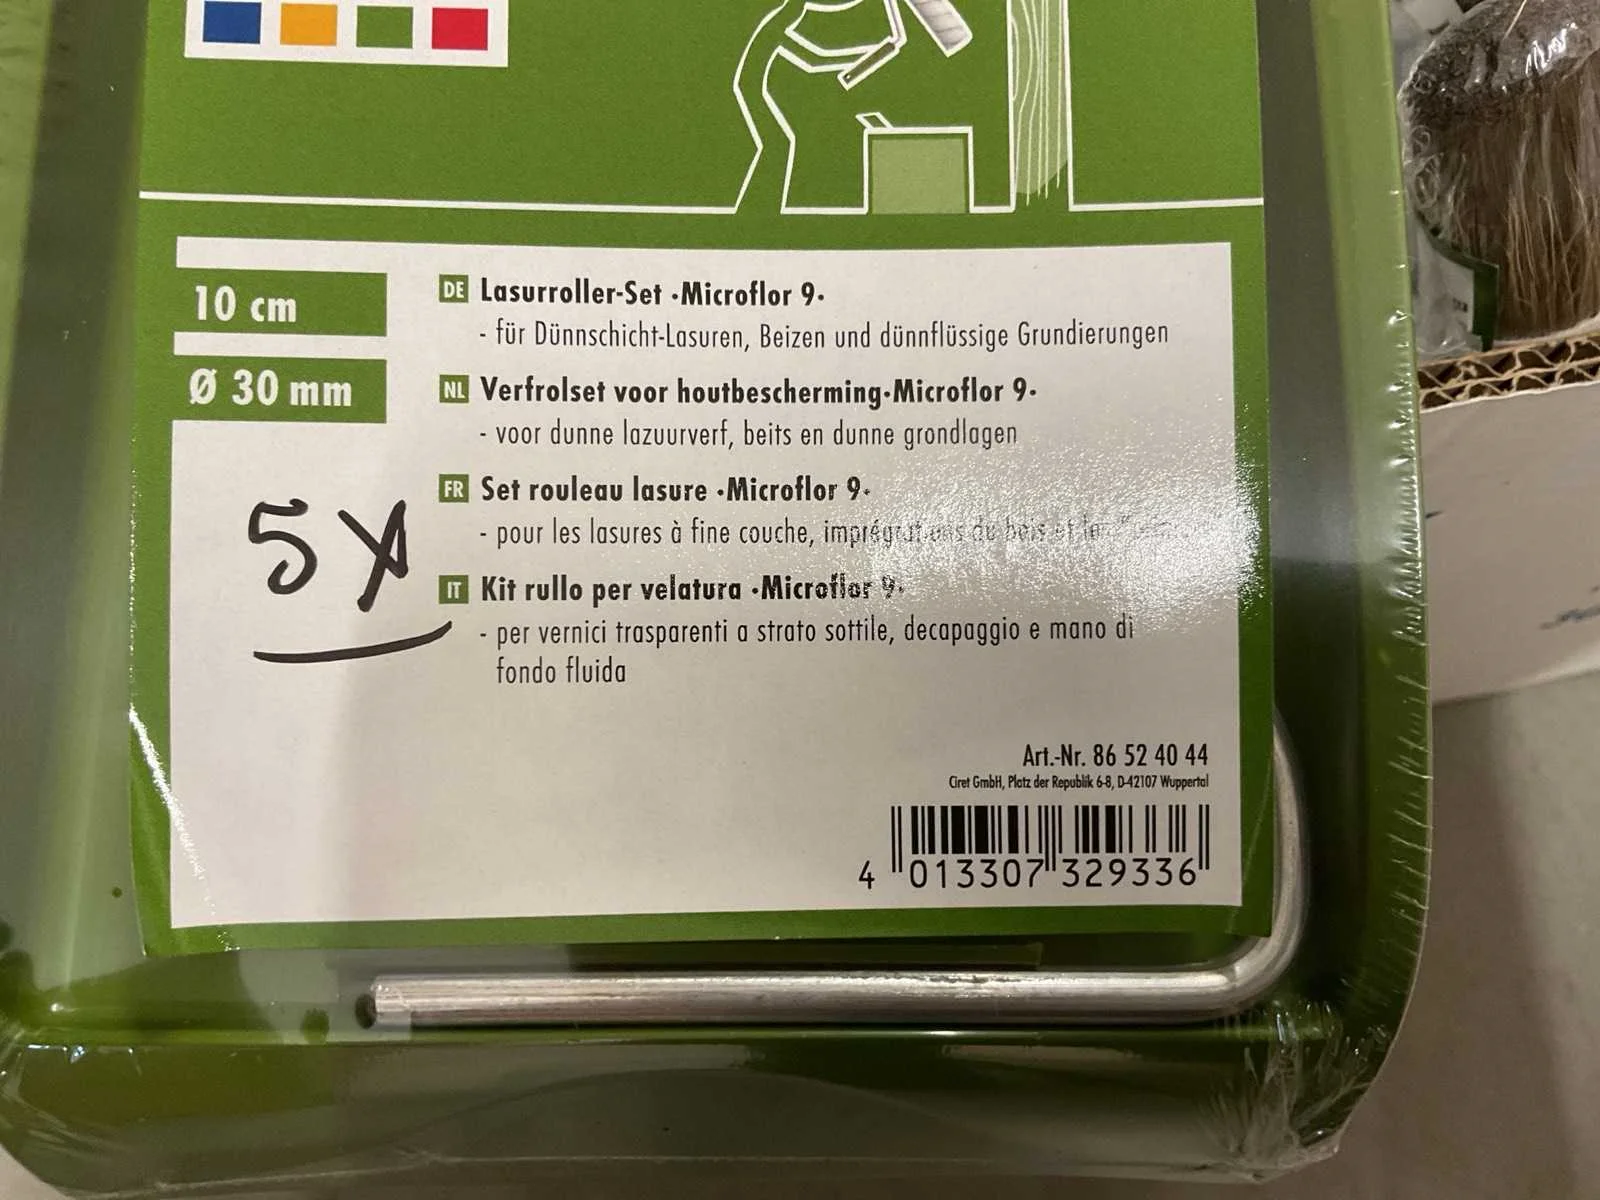 10 cm
Ø 30 mm
5 X
DE Lasurroller-Set ·Microflor 9·
- für Dünnschicht-Lasuren, Beizen und dünnflüssige Grundierungen
NL Verfrolset voor houtbescherming·Microflor 9·
- voor dunne lazuurverf, beits en dunne grondlagen
FR Set rouleau lasure ·Microflor 9·
- pour les lasures à fine couche, imprégnations du bois et
IT Kit rullo per velatura ·Microflor 9·
- per vernici trasparenti a strato sottile, decapaggio e mano di
fondo fluida
Art.-Nr. 86 52 40 44
Ciret GmbH, Platz der Republik 6-8, D-42107 Wuppertal
4 013307 329336